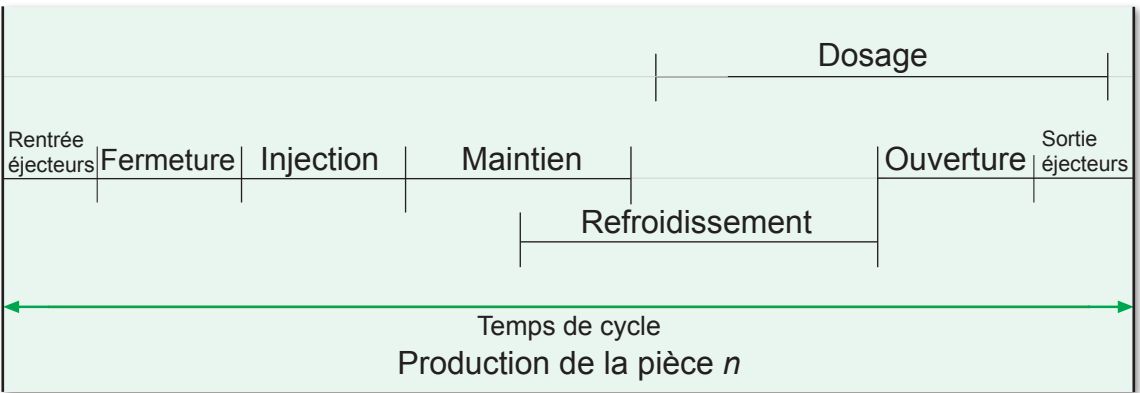 Dosage
Rentrée
éjecteurs
Fermeture
Injection
Maintien
Ouverture
Sortie
éjecteurs
Refroidissement
Temps de cycle
Production de la pièce n